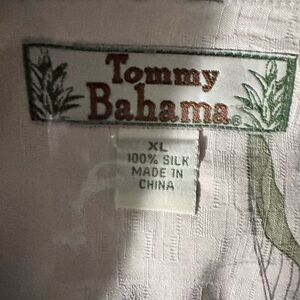 Tommy
Bahama®
XL
100% SILK
MADE IN
CHINA